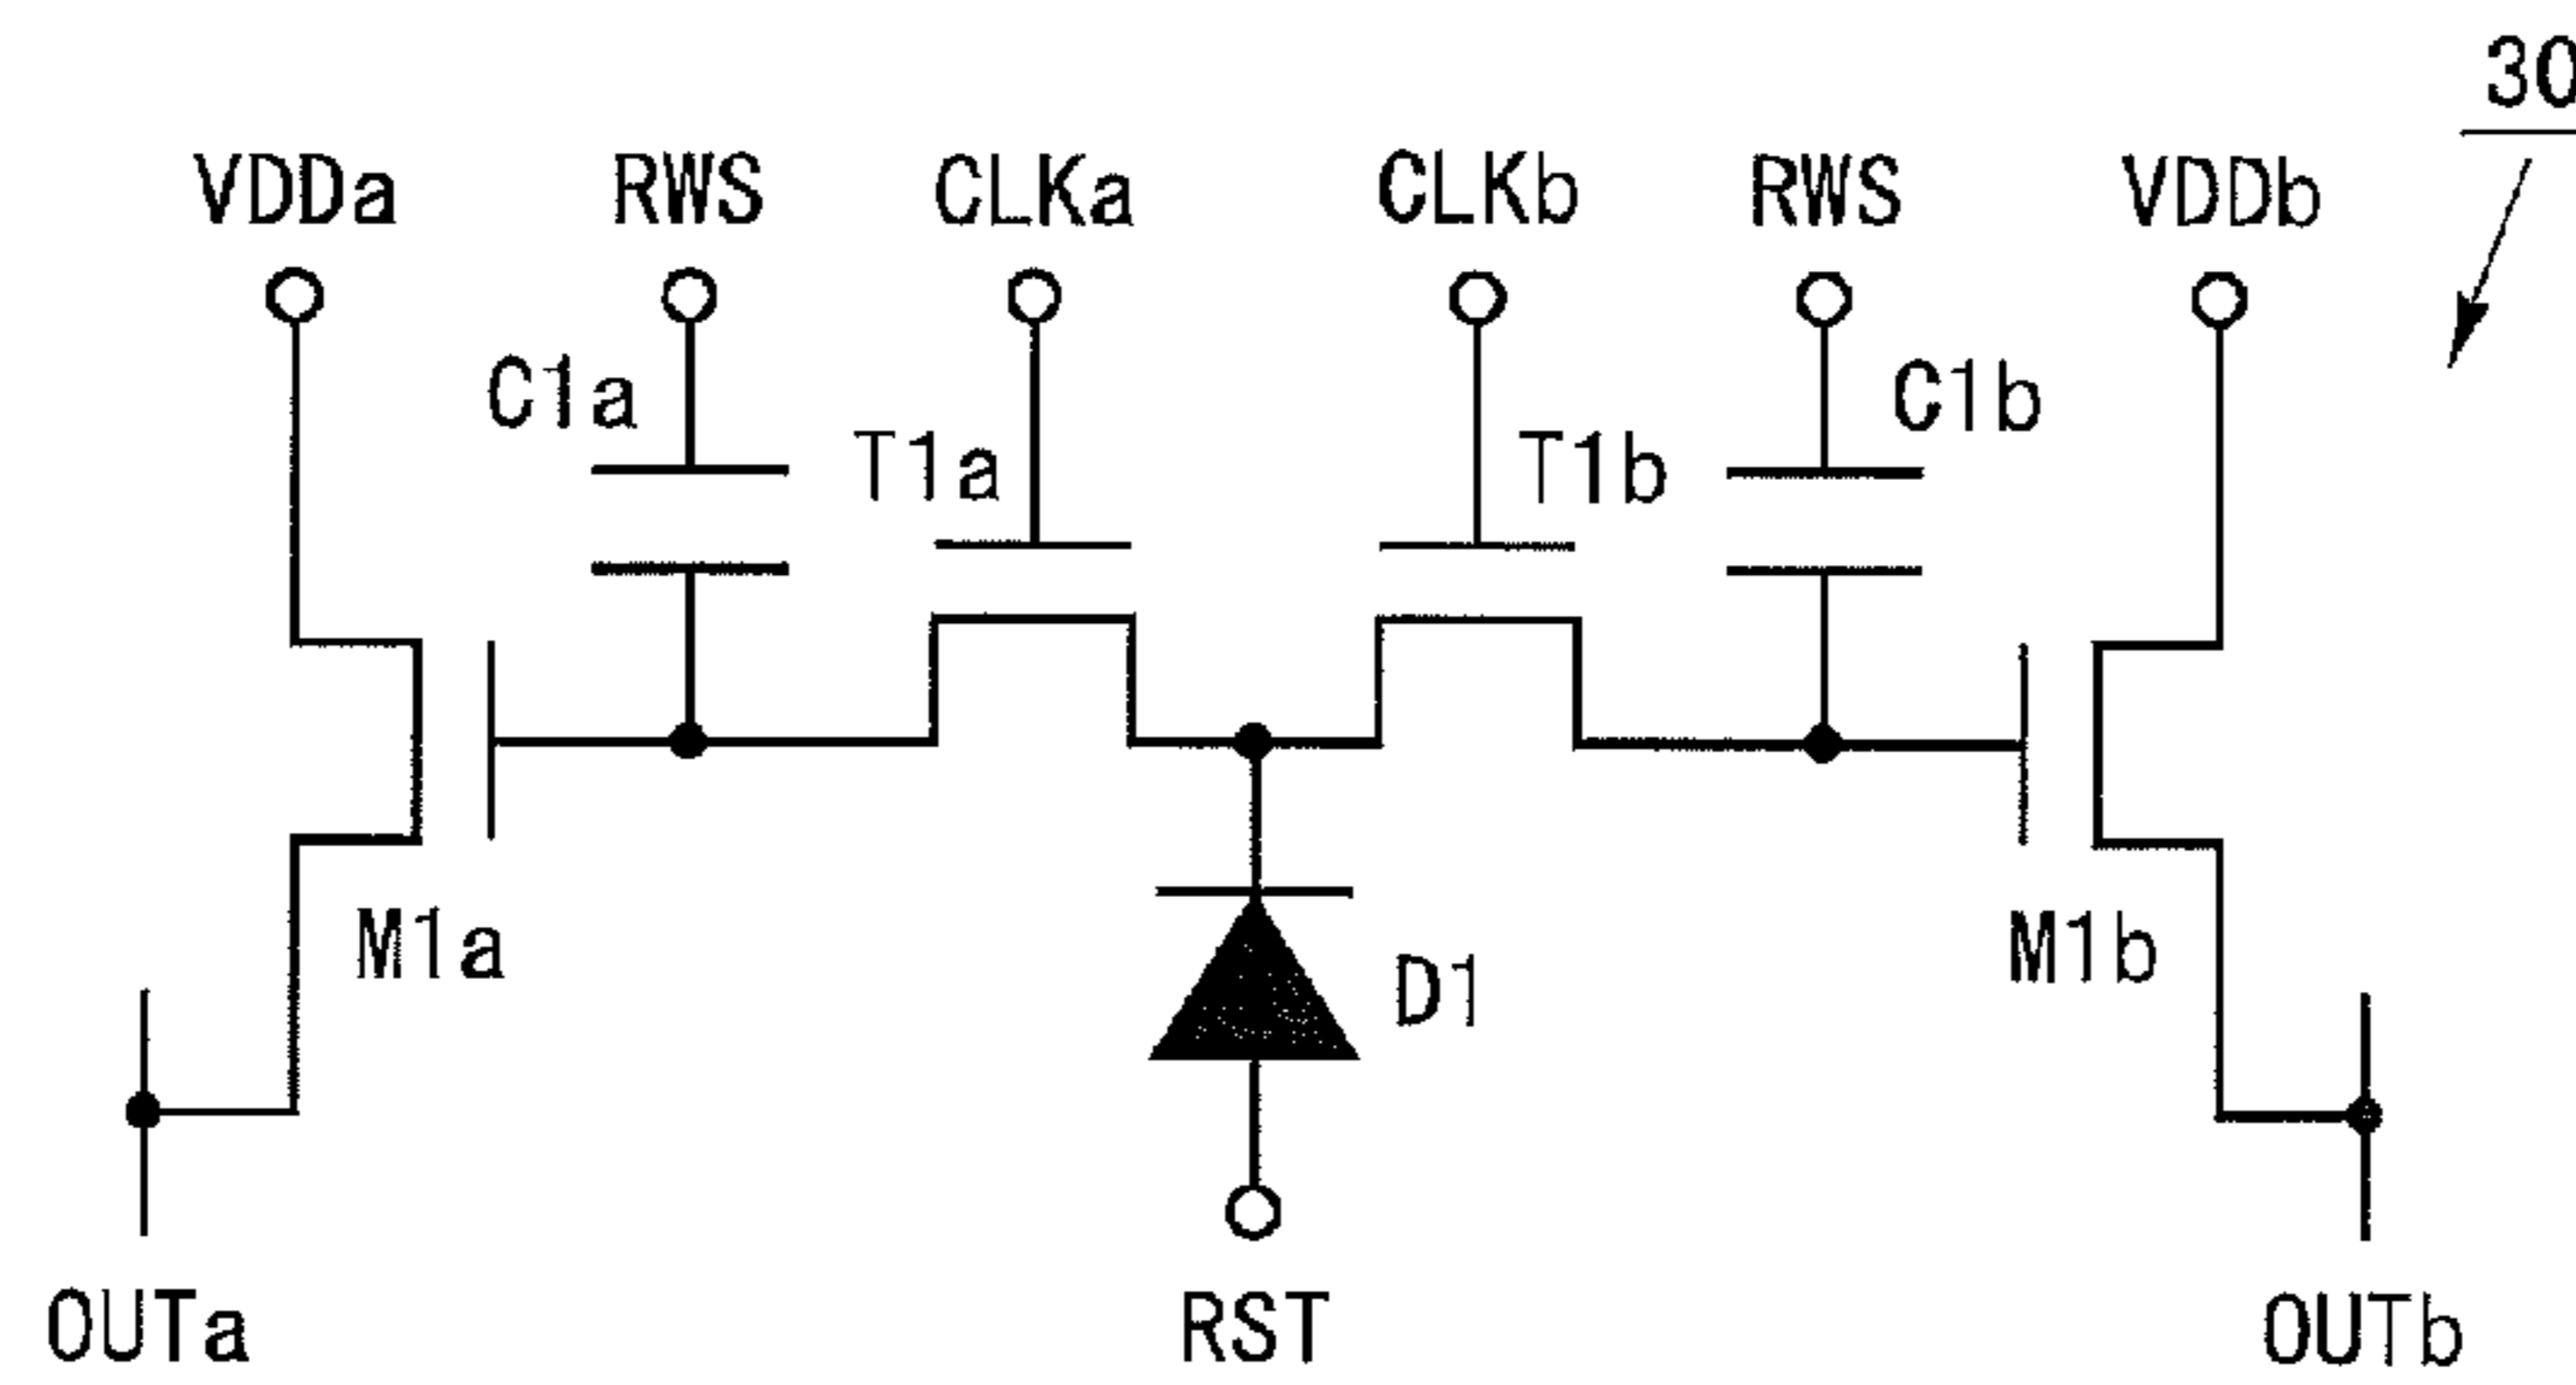 30
VDDa RWS CLKa CLKb RWS VDDb
C1a C1b
T1a T1b
M1a M1b
D1
OUTa RST OUTb